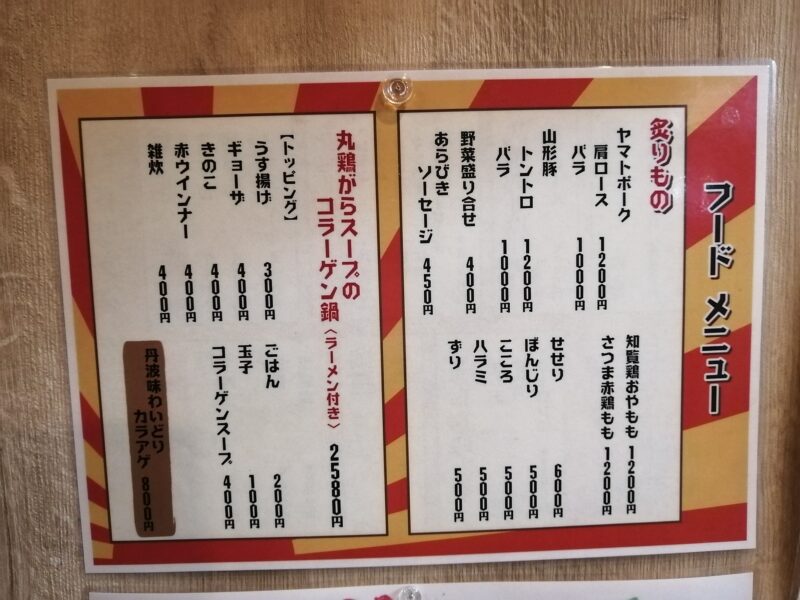 フード メニュー
炙りもの
ヤマトポーク
肩ロース 1200円
バラ 1000円
山形豚
トントロ 1200円
バラ 1000円
野菜盛り合せ 400円
あらびき
ソーセージ 450円
知覧鶏おやもも 1200円
さつま赤鶏もも 1200円
せせり 600円
ぼんじり 500円
こころ 500円
ハラミ 500円
ずり 500円
丸鶏がらスープの
コラーゲン鍋〈ラーメン付き〉 2580円
【トッピング】
うす揚げ 300円
ギョーザ 400円
きのこ 400円
赤ウインナー 400円
雑炊 400円
ごはん 200円
玉子 100円
コラーゲンスープ 400円
丹波味わいどり
カラアゲ 800円